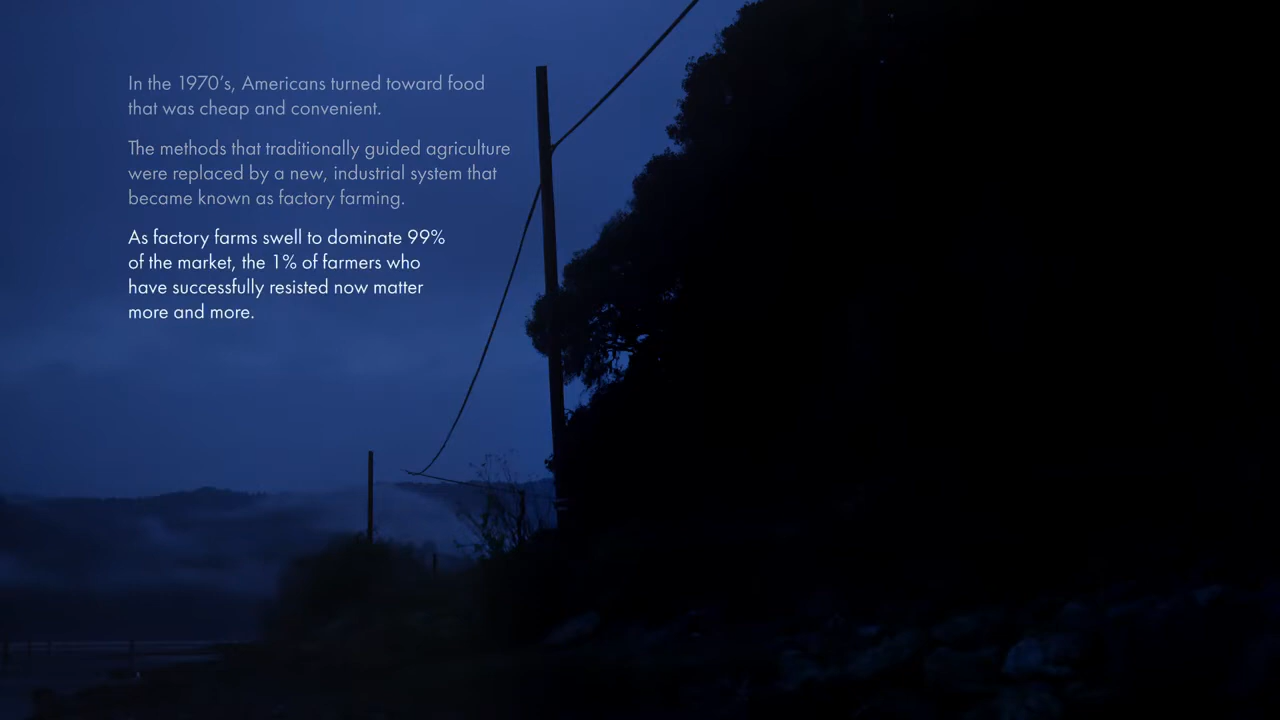 In the 1970's, Americans turned toward food
that was cheap and convenient.
The methods that traditionally guided agriculture
were replaced by a new, industrial system that
became known as factory farming.
As factory farms swell to dominate 99%
of the market, the 1% of farmers who
have successfully resisted now matter
more and more.